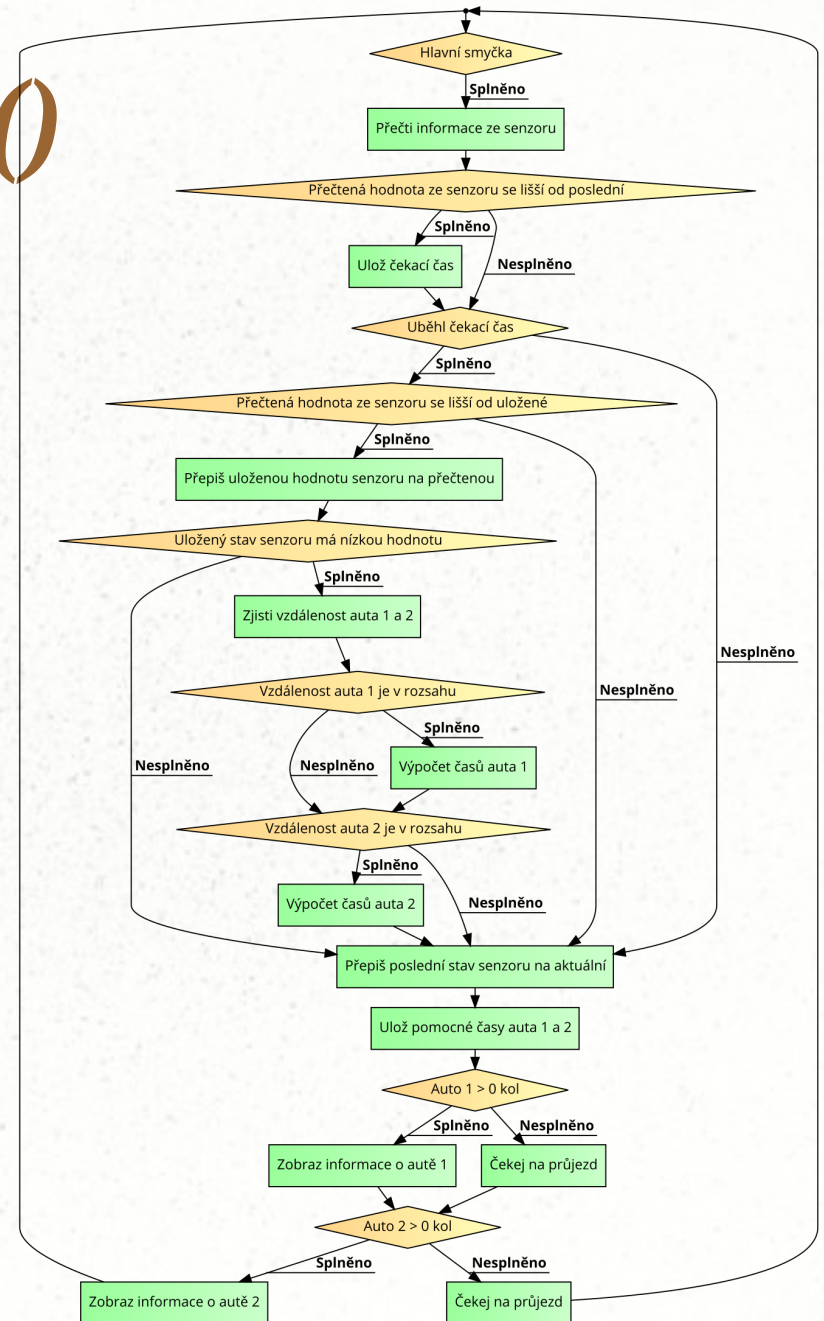 Hlavní smyčka
Splněno
Přečti informace ze senzoru
Přečtená hodnota ze senzoru se lišší od poslední
Splněno
Ulož čekací čas
Nesplněno
Uběhl čekací čas
Splněno
Přečtená hodnota ze senzoru se lišší od uložené
Splněno
Přepiš uloženou hodnotu senzoru na přečtenou
Uložený stav senzoru má nízkou hodnotu
Splněno
Zjisti vzdálenost auta 1 a 2
Nesplněno
Vzdálenost auta 1 je v rozsahu
Nesplněno
Splněno
Nesplněno
Nesplněno
Výpočet časů auta 1
Vzdálenost auta 2 je v rozsahu
Splněno
Výpočet časů auta 2
Nesplněno
Přepiš poslední stav senzoru na aktuální
Ulož pomocné časy auta 1 a 2
Auto 1 > 0 kol
Splněno
Nesplněno
Zobraz informace o autě 1
Čekej na průjezd
Auto 2 > 0 kol
Splněno
Nesplněno
Zobraz informace o autě 2
Čekej na průjezd